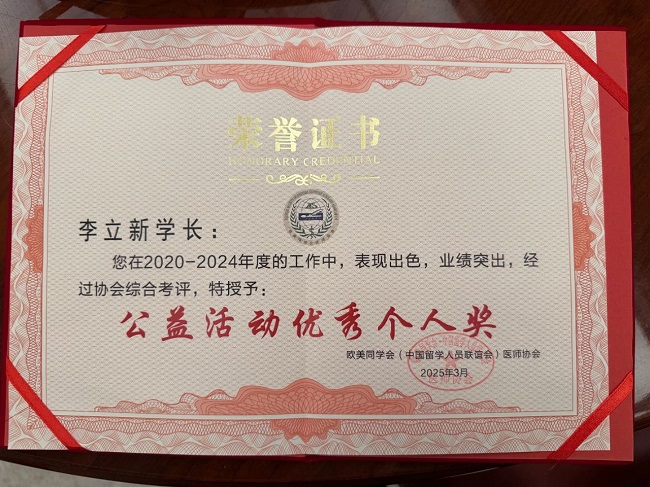 荣誉证书
HONORARY CREDENTIAL
李立新学长：
您在2020-2024年度的工作中，表现出色，业绩突出，经
过协会综合考评，特授予：
公益活动优秀个人奖
欧美同学会（中国留学人员联谊会）医师协会
2025年3月
医师协会